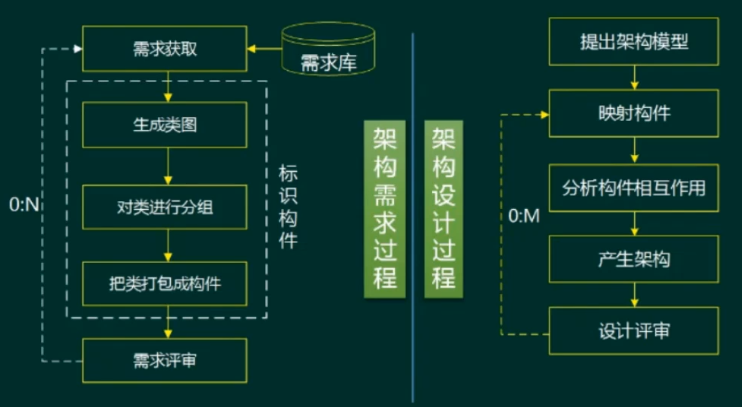 需求获取
需求库
生成类图
对类进行分组
把类打包成构件
标识构件
0:N
需求评审
架构需求过程
架构设计过程
提出架构模型
映射构件
分析构件相互作用
0:M
产生架构
设计评审